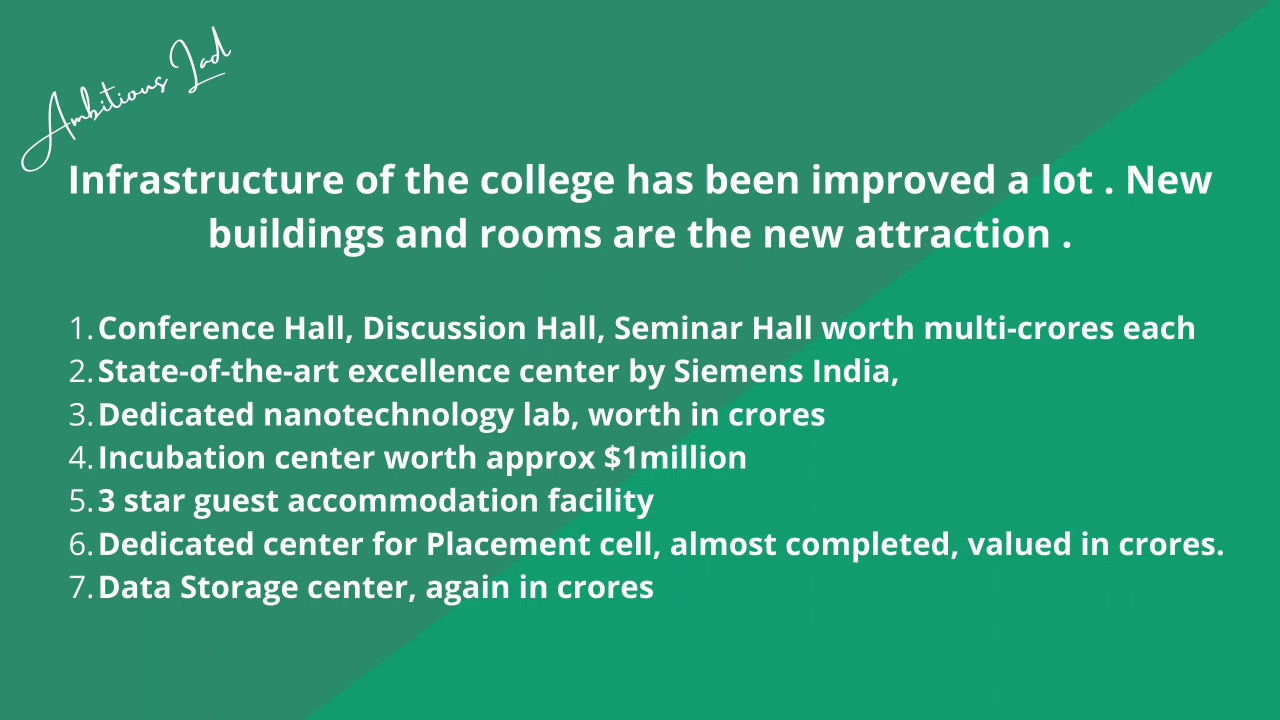 Ambitious Lad
Infrastructure of the college has been improved a lot . New
buildings and rooms are the new attraction .
1. Conference Hall, Discussion Hall, Seminar Hall worth multi-crores each
2. State-of-the-art excellence center by Siemens India,
3. Dedicated nanotechnology lab, worth in crores
4. Incubation center worth approx $1million
5. 3 star guest accommodation facility
6. Dedicated center for Placement cell, almost completed, valued in crores.
7. Data Storage center, again in crores